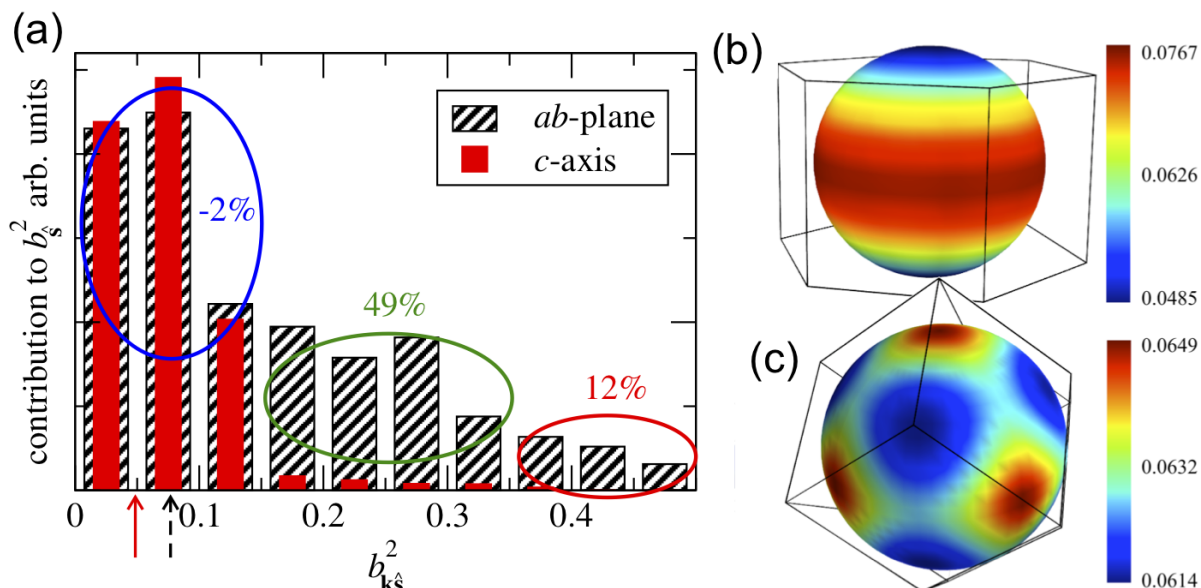 (a)
contribution to b_ŝ^2 arb. units
ab-plane
c-axis
-2%
49%
12%
0 0.1 0.2 0.3 0.4
b_kŝ^2
(b)
0.0767
0.0626
0.0485
(c)
0.0649
0.0632
0.0614